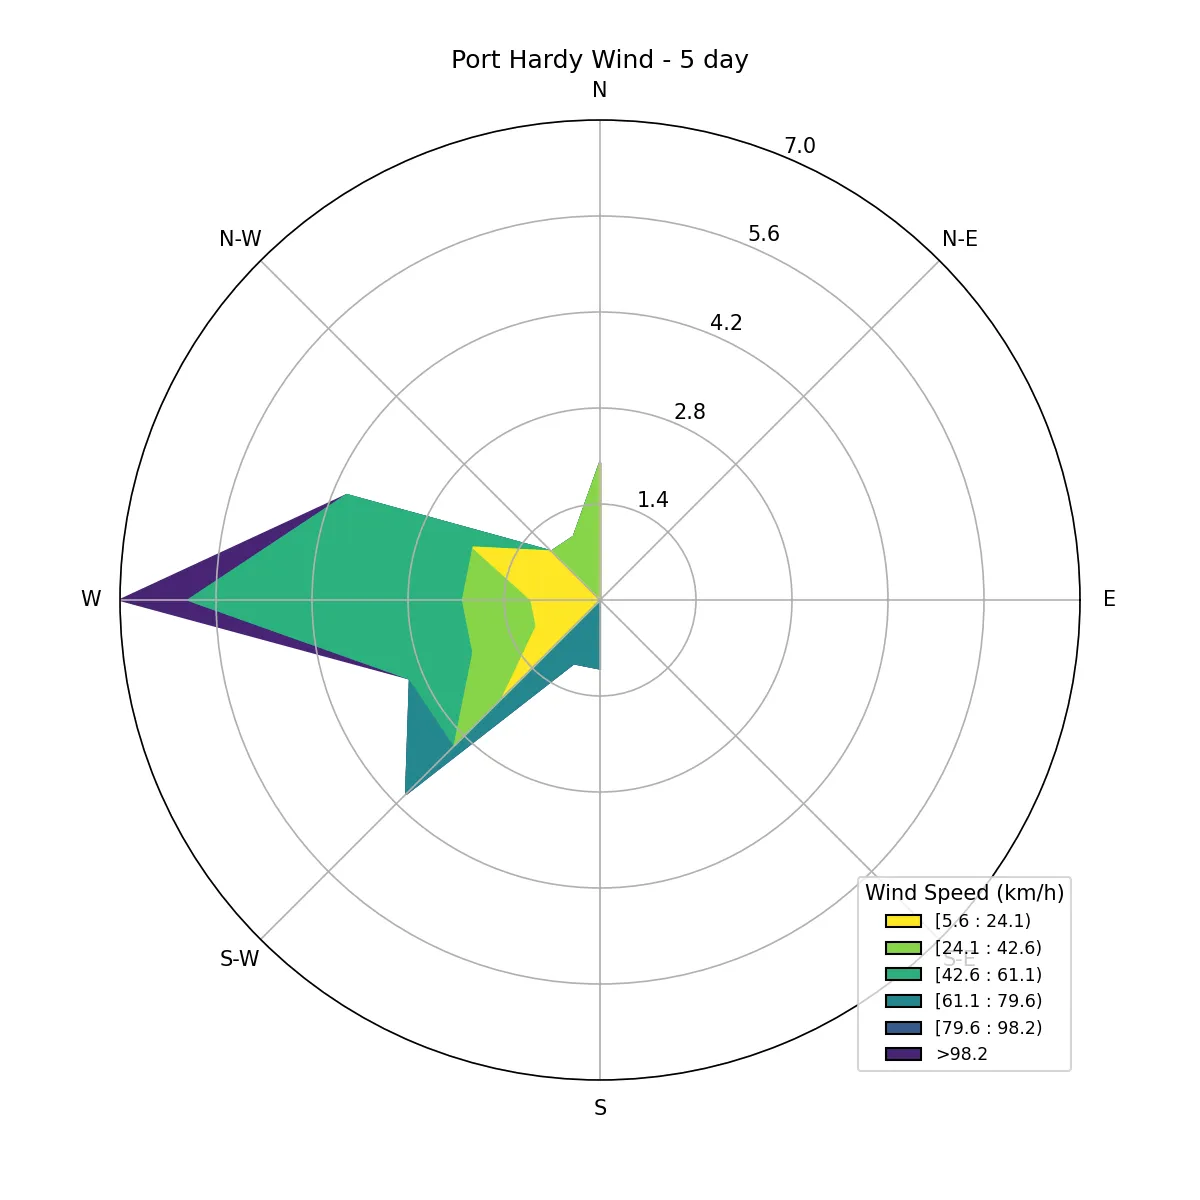 Port Hardy Wind - 5 day
N
7.0
N-W
N-E
5.6
4.2
2.8
1.4
W
E
S-W
S-E
S
Wind Speed (km/h)
[5.6 : 24.1)
[24.1 : 42.6)
[42.6 : 61.1)
[61.1 : 79.6)
[79.6 : 98.2)
>98.2